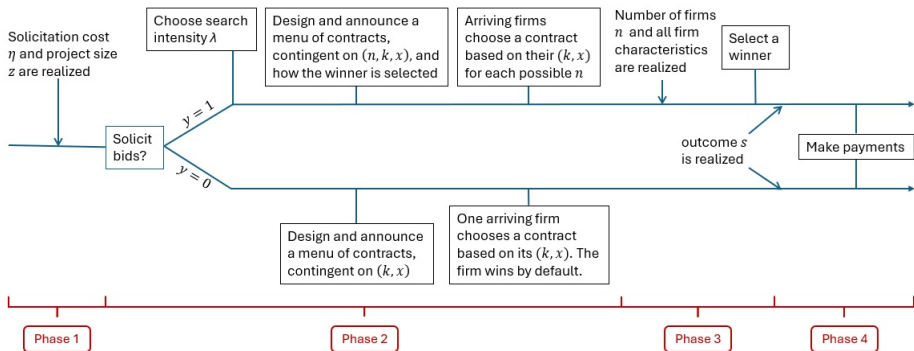 Solicitation cost
η and project size
z are realized
Solicit
bids?
y = 1
y = 0
Choose search
intensity λ
Design and announce a
menu of contracts,
contingent on (n, k, x), and
how the winner is selected
Arriving firms
choose a contract
based on their (k, x)
for each possible n
Number of firms
n and all firm
characteristics
are realized
Select a
winner
outcome s
is realized
Make payments
Design and announce
a menu of contracts,
contingent on (k, x)
One arriving firm
chooses a contract
based on its (k, x). The
firm wins by default.
Phase 1
Phase 2
Phase 3
Phase 4